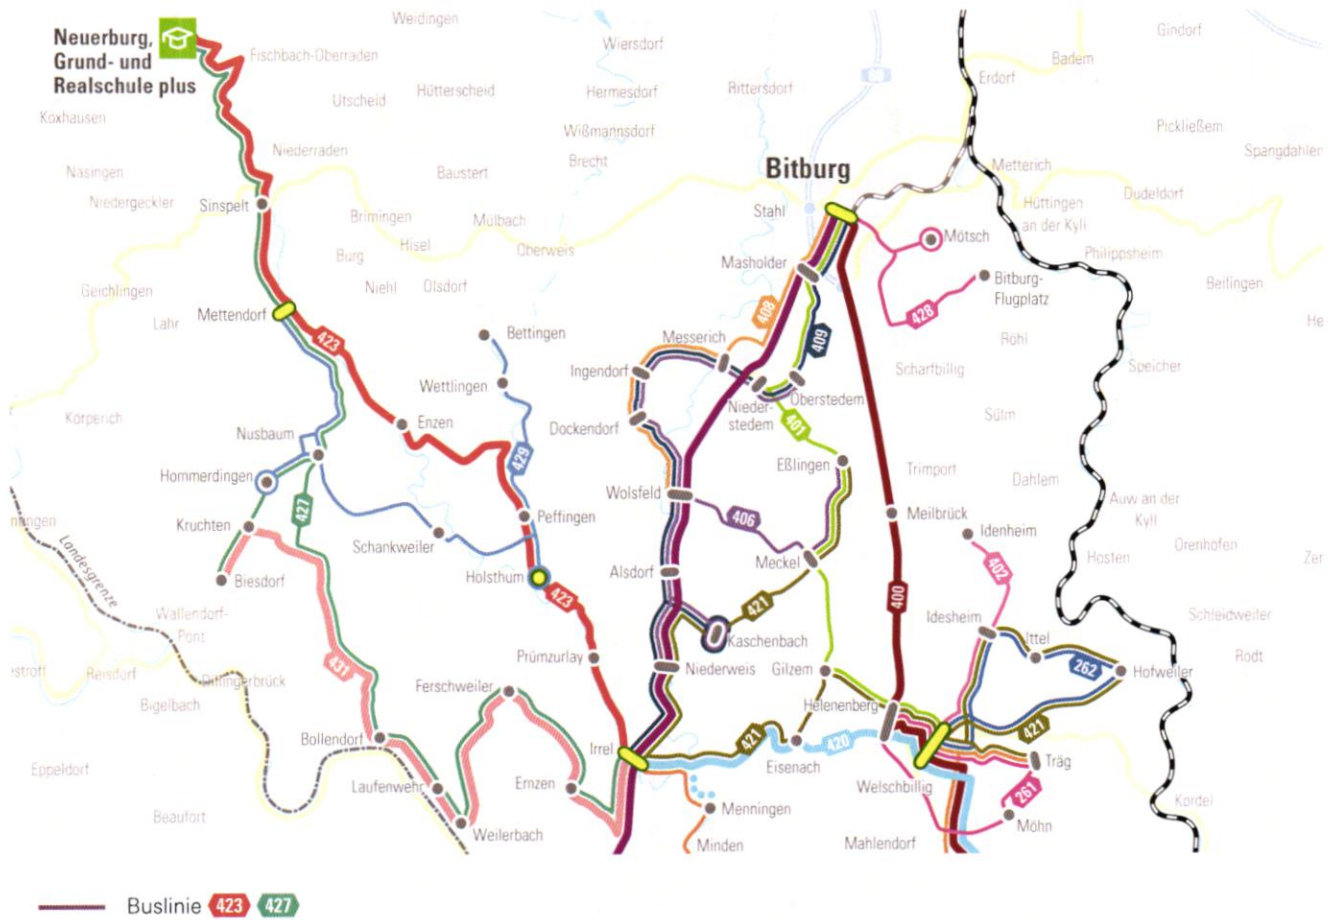 Neuerburg,
Grund- und
Realschule plus
Weidingen
Fischbach-Oberraden
Wiersdorf
Gindorf
Badem
Erdorf
Utscheid
Hütterscheid
Hermesdorf
Rittersdorf
Koxhausen
Wißmannsdorf
Pickließem
Niederraden
Brecht
Bitburg
Spangdahlem
Nasingen
Baustert
Metterich
Niedergeckler
Sinspelt
Brimingen
Mülbach
Stahl
Dudeldorf
Hüttingen
an der Kyll
Hisel
Burg
Oberweis
Mötsch
Philippsheim
Masholder
Bitburg-
Flugplatz
Beilingen
Geichlingen
Niehl
Olsdorf
Mettendorf
Lahr
408
428
423
Bettingen
Messerich
409
Röhl
He
Ingendorf
Scharfbillig
Speicher
Wettlingen
Nieder-
stedem
Oberstedem
Körperich
Enzen
Dockendorf
401
Sülm
Nusbaum
429
Eßlingen
Trimport
Hommerdingen
Dahlem
Wolsfeld
Auw an der
Kyll
427
406
Meilbrück
Kruchten
Peffingen
Idenheim
Landesgrenze
Schankweiler
Meckel
Hosten
Orenhofen
Zer
Biesdorf
Holsthum
Alsdorf
402
423
421
400
Wallendorf-
Pont
Idesheim
Schleidweiler
Kaschenbach
Ittel
Prümzurlay
Rodt
431
Niederweis
Gilzem
262
Hofweiler
Reisdorf
Ferschweiler
Bigelbach
Helenenberg
Bollendorf
421
421
Irrel
420
Eppeldorf
Eisenach
Träg
Laufenwehr
Ernzen
Welschbillig
261
Kordel
Beaufort
Menningen
Weilerbach
Möhn
Minden
Mahlendorf
Buslinie 423 427